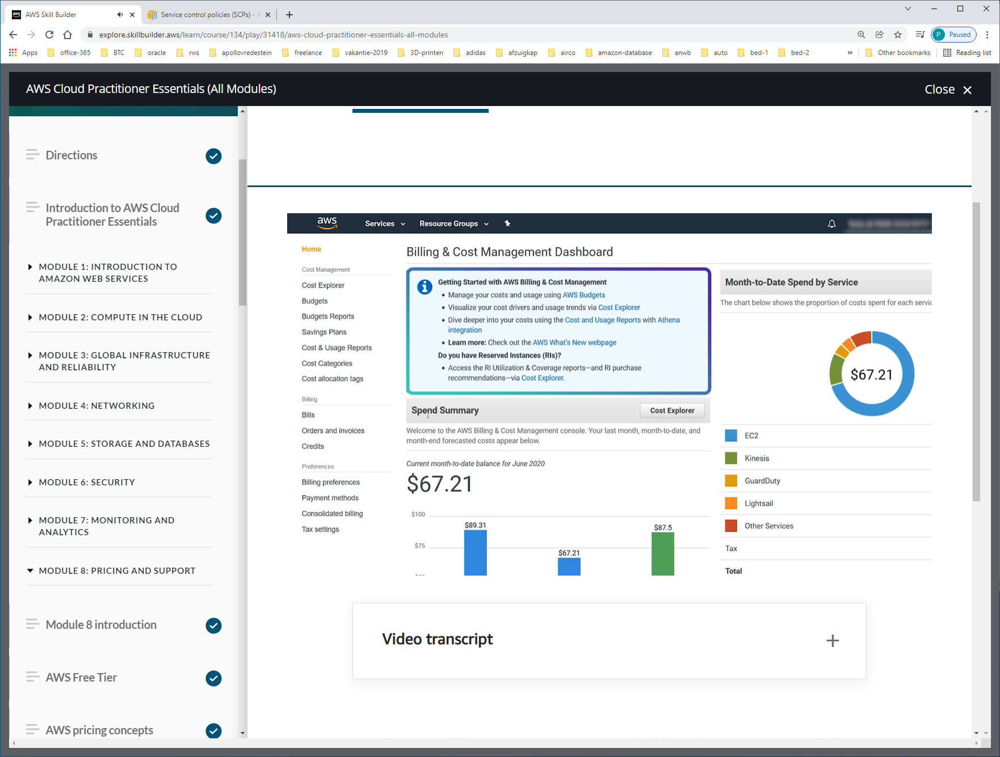 AWS Skill Builder
Service control policies (SCPs) - A
explore.skillbuilder.aws/learn/course/134/play/31418/aws-cloud-practitioner-essentials-all-modules
P Paused
Apps office-365 BTC oracle rws apollovredestein freelance vakantie-2019 3D-printen adidas afzuigkap airco amazon-database anwb auto bed-1 bed-2 » Other bookmarks Reading list
AWS Cloud Practitioner Essentials (All Modules)
Close
Directions
Introduction to AWS Cloud
Practitioner Essentials
MODULE 1: INTRODUCTION TO
AMAZON WEB SERVICES
MODULE 2: COMPUTE IN THE CLOUD
MODULE 3: GLOBAL INFRASTRUCTURE
AND RELIABILITY
MODULE 4: NETWORKING
MODULE 5: STORAGE AND DATABASES
MODULE 6: SECURITY
MODULE 7: MONITORING AND
ANALYTICS
MODULE 8: PRICING AND SUPPORT
Module 8 introduction
AWS Free Tier
AWS pricing concepts
aws
Services
Resource Groups
Home
Cost Management
Cost Explorer
Budgets
Budgets Reports
Savings Plans
Cost & Usage Reports
Cost Categories
Cost allocation tags
Billing
Bills
Orders and invoices
Credits
Preferences
Billing preferences
Payment methods
Consolidated billing
Tax settings
Billing & Cost Management Dashboard
Getting Started with AWS Billing & Cost Management
• Manage your costs and usage using AWS Budgets
• Visualize your cost drivers and usage trends via Cost Explorer
• Dive deeper into your costs using the Cost and Usage Reports with Athena
integration
• Learn more: Check out the AWS What's New webpage
Do you have Reserved Instances (RIs)?
• Access the RI Utilization & Coverage reports—and RI purchase
recommendations—via Cost Explorer.
Spend Summary
Cost Explorer
Welcome to the AWS Billing & Cost Management console. Your last month, month-to-date, and
month-end forecasted costs appear below.
Current month-to-date balance for June 2020
$67.21
$100
$75
$89.31
$67.21
$87.5
Month-to-Date Spend by Service
The chart below shows the proportion of costs spent for each servic
$67.21
EC2
Kinesis
GuardDuty
Lightsail
Other Services
Tax
Total
Video transcript